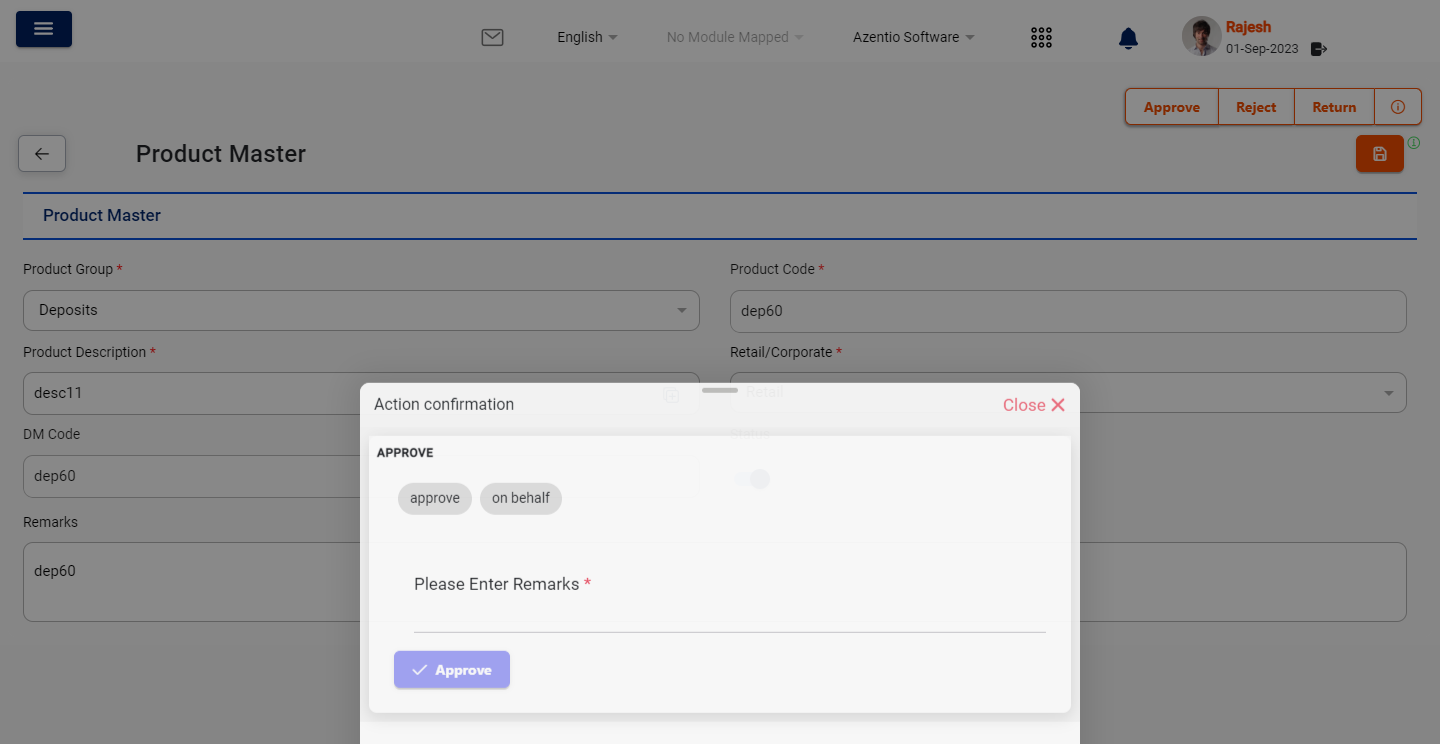 English No Module Mapped Azentio Software Rajesh
01-Sep-2023
Approve Reject Return
Product Master
Product Master
Product Group * Product Code *
Deposits dep60
Product Description * Retail/Corporate *
desc11 Retail
Action confirmation Close
DM Code Status
APPROVE
dep60
approve on behalf
Remarks
dep60
Please Enter Remarks *
Approve